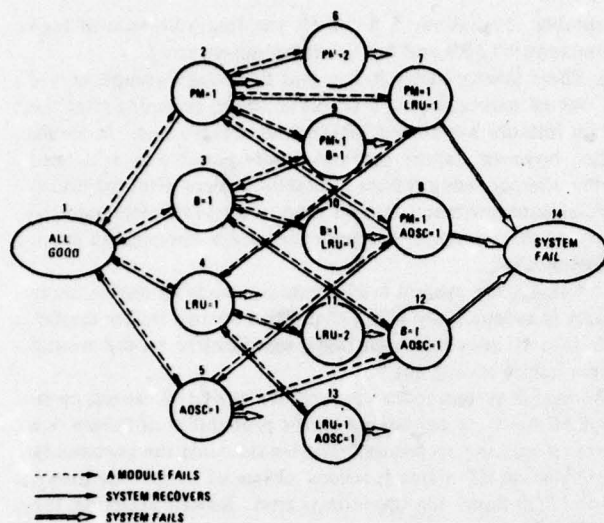 6
PM=2
2
PM=1
7
PM=1
LRU=1
9
PM=1
B=1
3
B=1
10
B=1
LRU=1
PM=1
AOSC=1
1
ALL
GOOD
14
SYSTEM
FAIL
4
LRU=1
11
LRU=2
12
B=1
AOSC=1
5
AOSC=1
13
LRU=1
AOSC=1
A MODULE FAILS
SYSTEM RECOVERS
SYSTEM FAILS